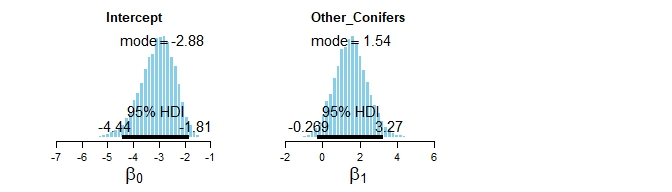 Intercept
mode = -2.88
95% HDI
-4.44 -1.81
-7 -6 -5 -4 -3 -2 -1
β0
Other_Conifers
mode = 1.54
95% HDI
-0.269 3.27
-2 0 2 4 6
β1